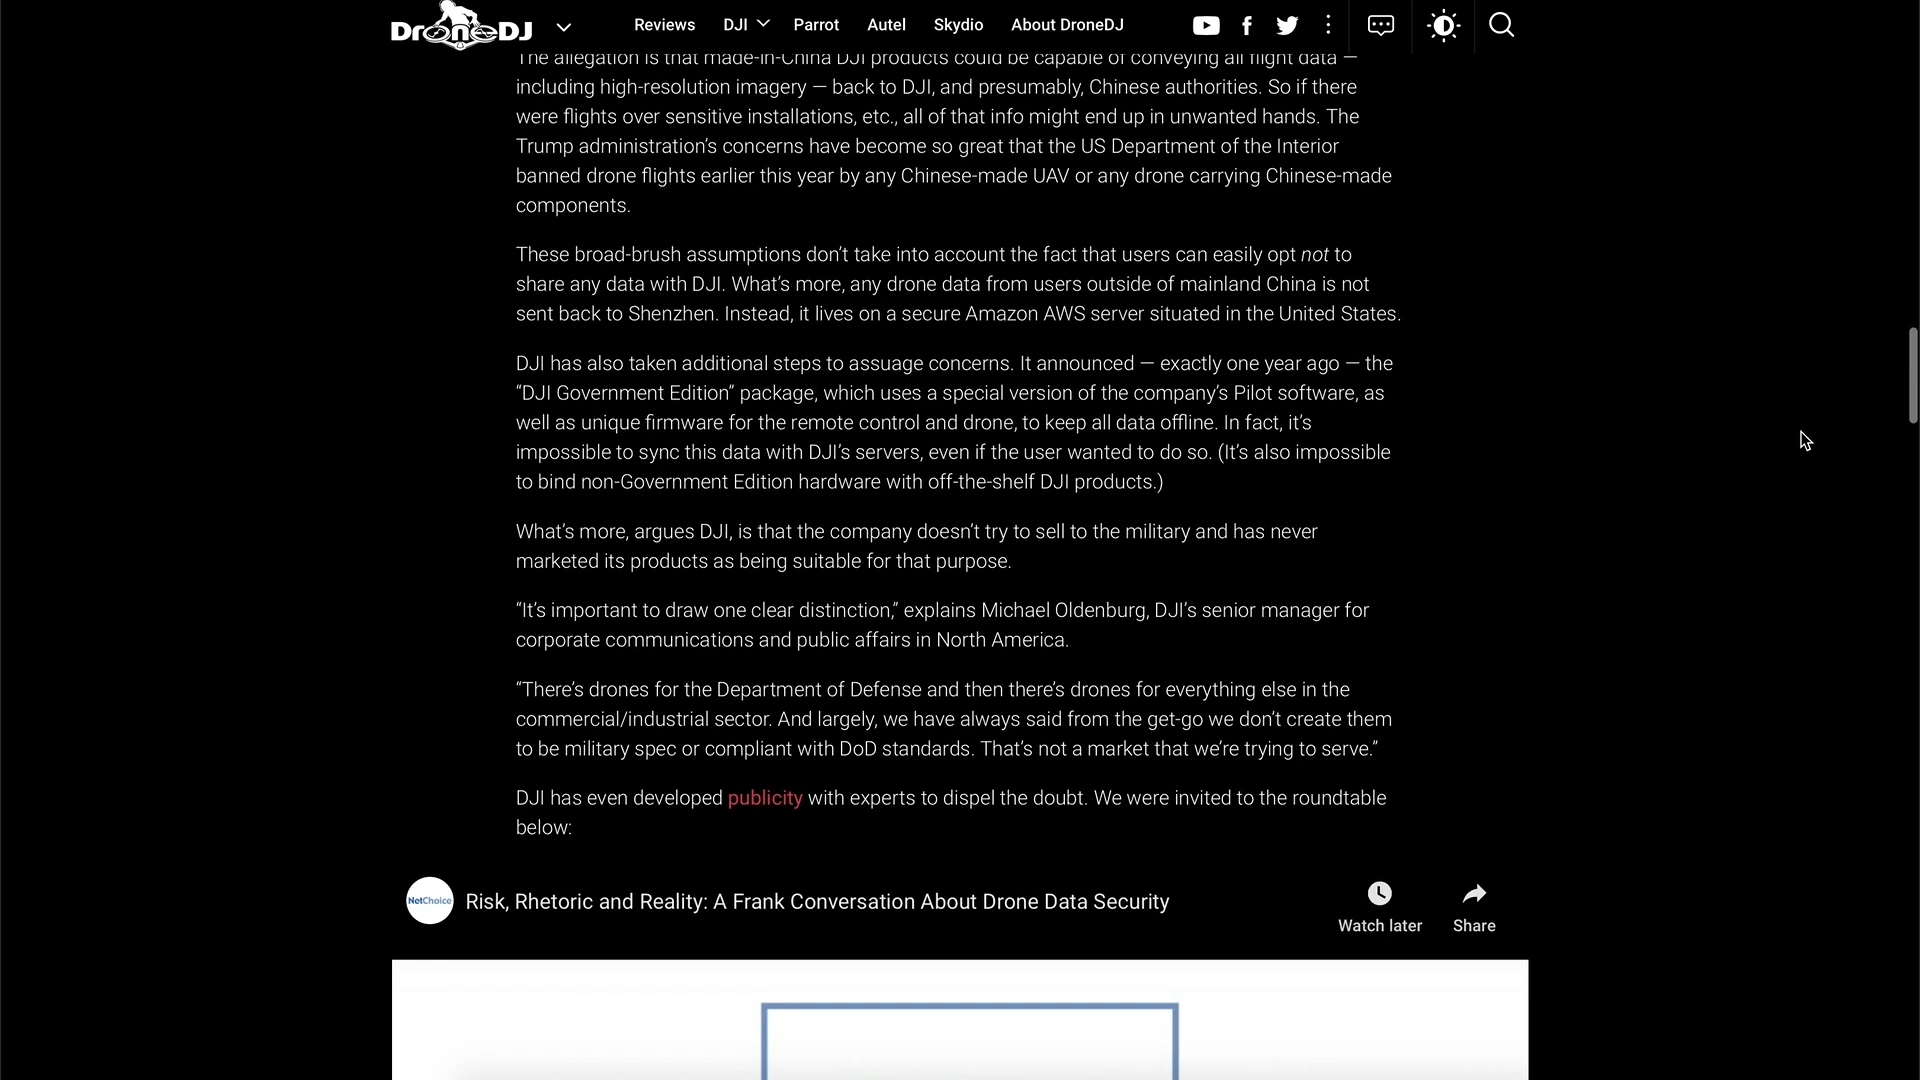 DroneDJ
Reviews DJI Parrot Autel Skydio About DroneDJ
The allegation is that made-in-China DJI products could be capable of conveying all flight data —
including high-resolution imagery — back to DJI, and presumably, Chinese authorities. So if there
were flights over sensitive installations, etc., all of that info might end up in unwanted hands. The
Trump administration’s concerns have become so great that the US Department of the Interior
banned drone flights earlier this year by any Chinese-made UAV or any drone carrying Chinese-made
components.
These broad-brush assumptions don’t take into account the fact that users can easily opt not to
share any data with DJI. What’s more, any drone data from users outside of mainland China is not
sent back to Shenzhen. Instead, it lives on a secure Amazon AWS server situated in the United States.
DJI has also taken additional steps to assuage concerns. It announced — exactly one year ago — the
“DJI Government Edition” package, which uses a special version of the company’s Pilot software, as
well as unique firmware for the remote control and drone, to keep all data offline. In fact, it’s
impossible to sync this data with DJI’s servers, even if the user wanted to do so. (It’s also impossible
to bind non-Government Edition hardware with off-the-shelf DJI products.)
What’s more, argues DJI, is that the company doesn’t try to sell to the military and has never
marketed its products as being suitable for that purpose.
“It’s important to draw one clear distinction,” explains Michael Oldenburg, DJI’s senior manager for
corporate communications and public affairs in North America.
“There’s drones for the Department of Defense and then there’s drones for everything else in the
commercial/industrial sector. And largely, we have always said from the get-go we don’t create them
to be military spec or compliant with DoD standards. That’s not a market that we’re trying to serve.”
DJI has even developed publicity with experts to dispel the doubt. We were invited to the roundtable
below:
NetChoice Risk, Rhetoric and Reality: A Frank Conversation About Drone Data Security
Watch later Share